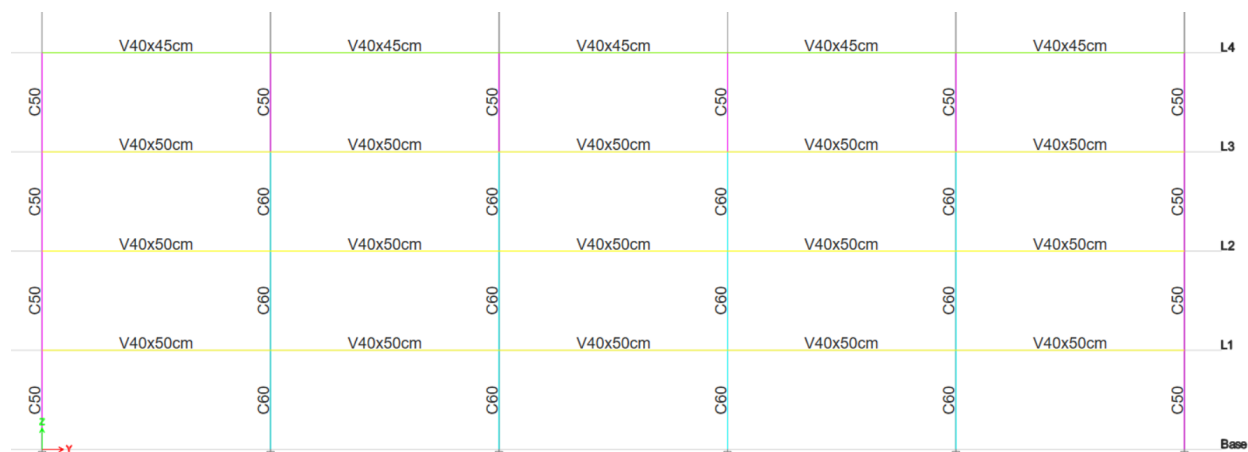 V40x45cm V40x45cm V40x45cm V40x45cm V40x45cm L4
C50 C50 C50 C50 C50 C50
V40x50cm V40x50cm V40x50cm V40x50cm V40x50cm L3
C50 C60 C60 C60 C60 C50
V40x50cm V40x50cm V40x50cm V40x50cm V40x50cm L2
C50 C60 C60 C60 C60 C50
V40x50cm V40x50cm V40x50cm V40x50cm V40x50cm L1
C50 C60 C60 C60 C60 C50
Z
Y Base